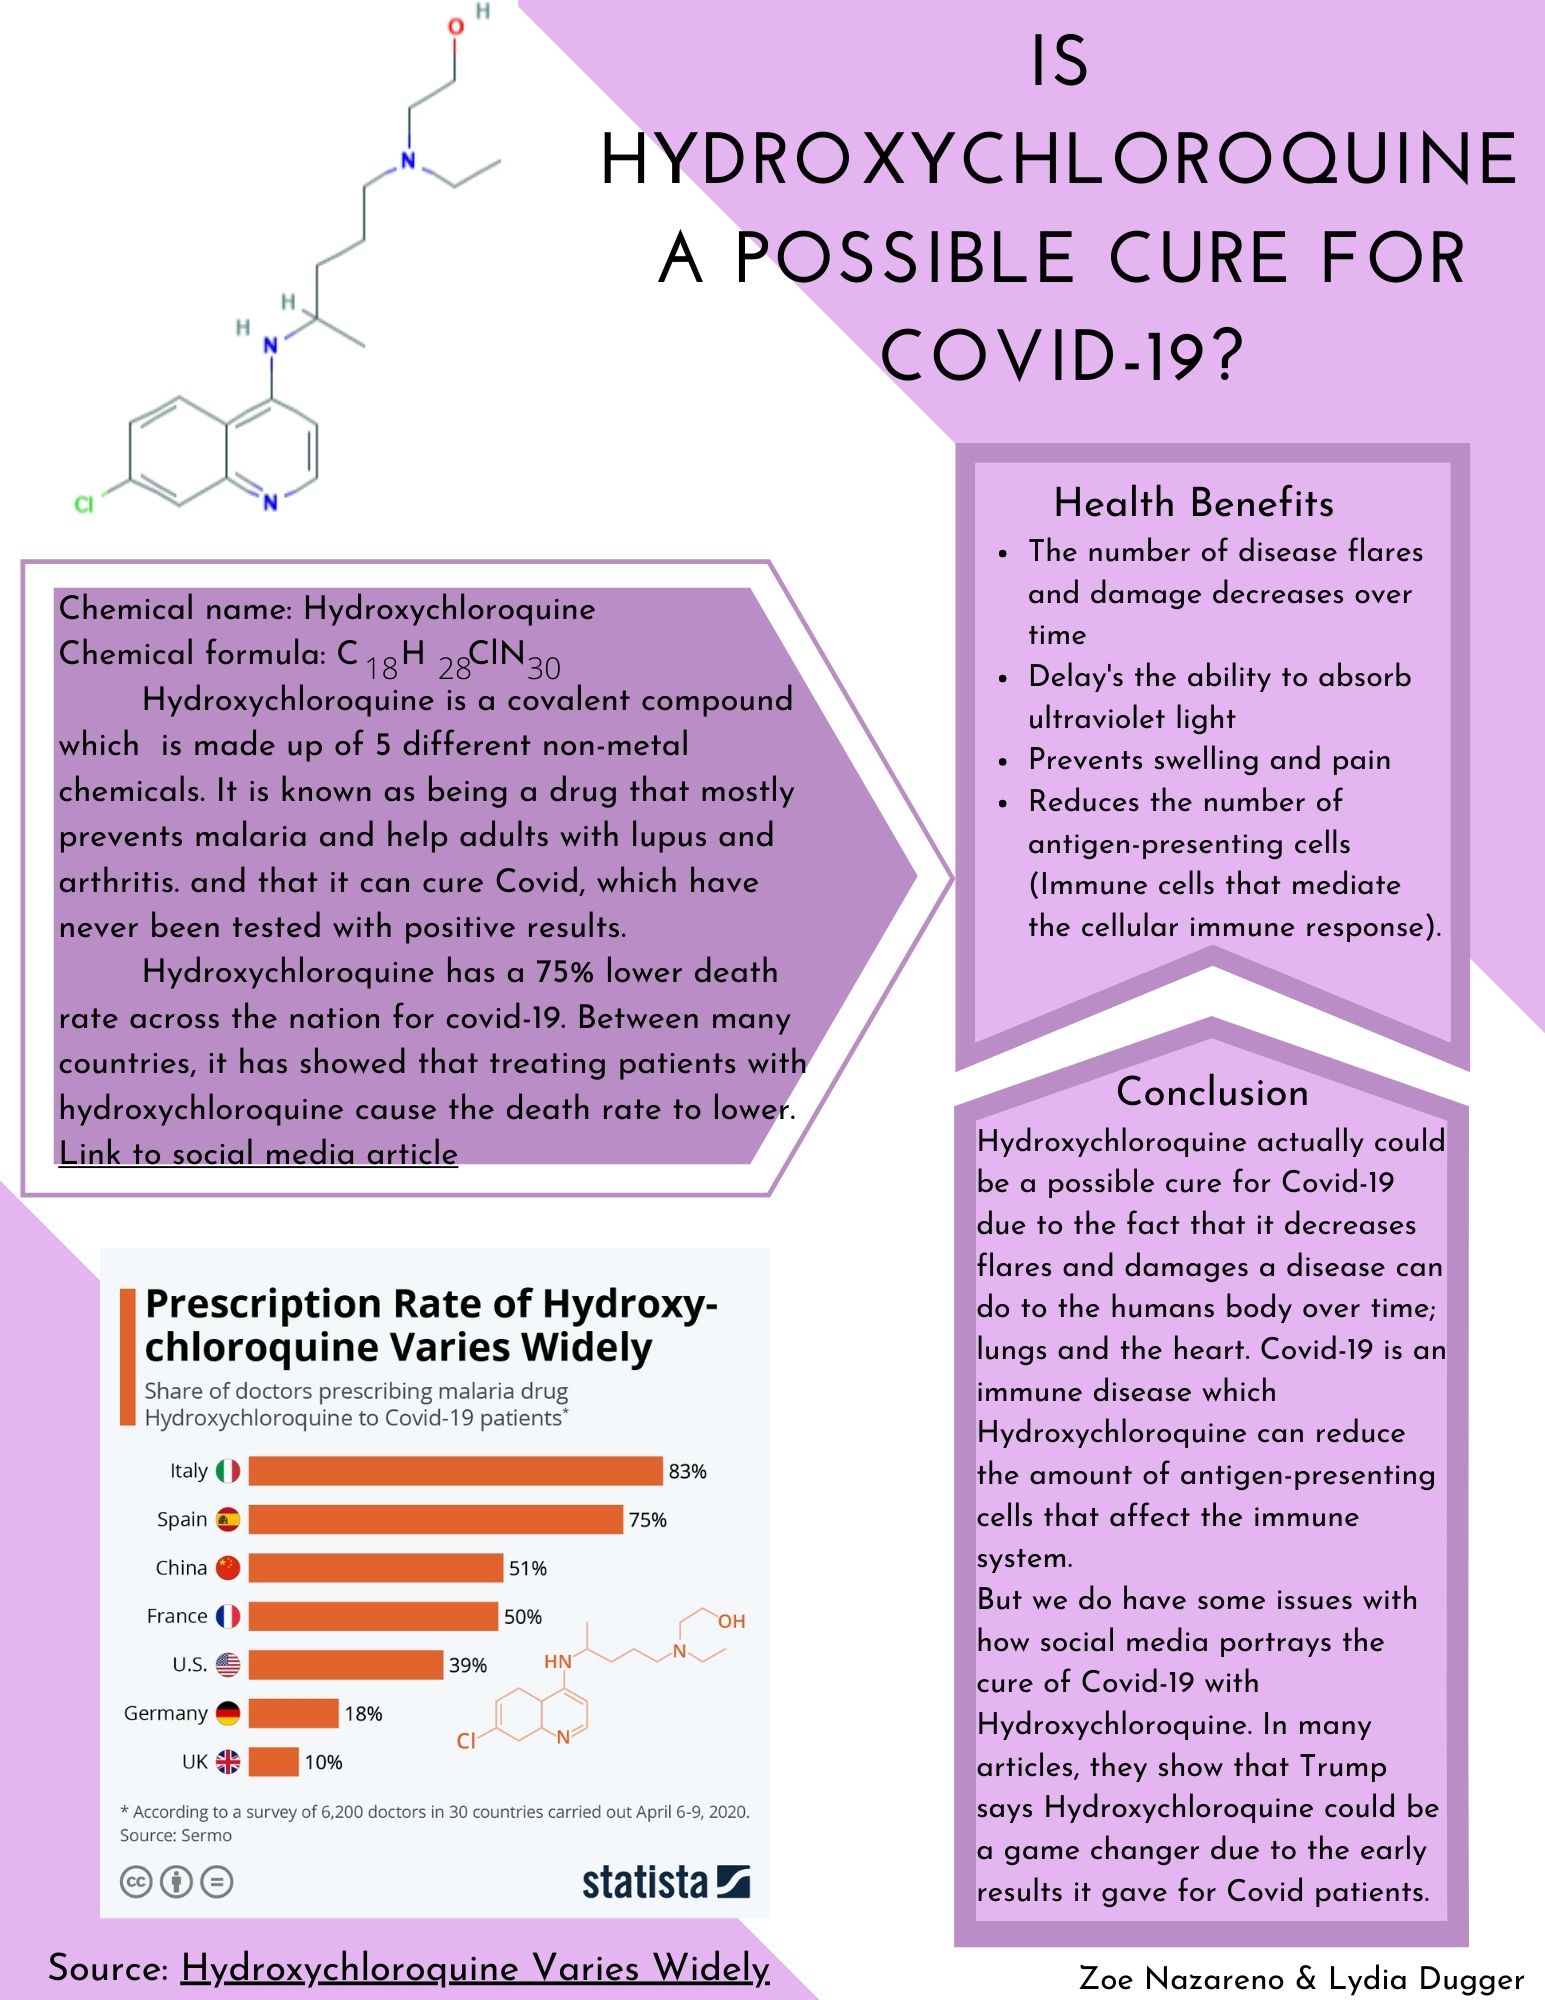 IS
HYDROXYCHLOROQUINE
A POSSIBLE CURE FOR
COVID-19?
H
O
N
H
H
N
N
Cl
Chemical name: Hydroxychloroquine
Chemical formula: C 18 H 28 ClN 30
Hydroxychloroquine is a covalent compound
which is made up of 5 different non-metal
chemicals. It is known as being a drug that mostly
prevents malaria and help adults with lupus and
arthritis. and that it can cure Covid, which have
never been tested with positive results.
Hydroxychloroquine has a 75% lower death
rate across the nation for covid-19. Between many
countries, it has showed that treating patients with
hydroxychloroquine cause the death rate to lower.
Link to social media article
Health Benefits
• The number of disease flares
and damage decreases over
time
• Delay's the ability to absorb
ultraviolet light
• Prevents swelling and pain
• Reduces the number of
antigen-presenting cells
(Immune cells that mediate
the cellular immune response).
Conclusion
Hydroxychloroquine actually could
be a possible cure for Covid-19
due to the fact that it decreases
flares and damages a disease can
do to the humans body over time;
lungs and the heart. Covid-19 is an
immune disease which
Hydroxychloroquine can reduce
the amount of antigen-presenting
cells that affect the immune
system.
But we do have some issues with
how social media portrays the
cure of Covid-19 with
Hydroxychloroquine. In many
articles, they show that Trump
says Hydroxychloroquine could be
a game changer due to the early
results it gave for Covid patients.
Prescription Rate of Hydroxy-
chloroquine Varies Widely
Share of doctors prescribing malaria drug
Hydroxychloroquine to Covid-19 patients*
Italy 83%
Spain 75%
China 51%
France 50%
U.S. 39%
Germany 18%
UK 10%
OH
HN
N
Cl
N
* According to a survey of 6,200 doctors in 30 countries carried out April 6-9, 2020.
Source: Sermo
cc
statista
Source: Hydroxychloroquine Varies Widely
Zoe Nazareno & Lydia Dugger